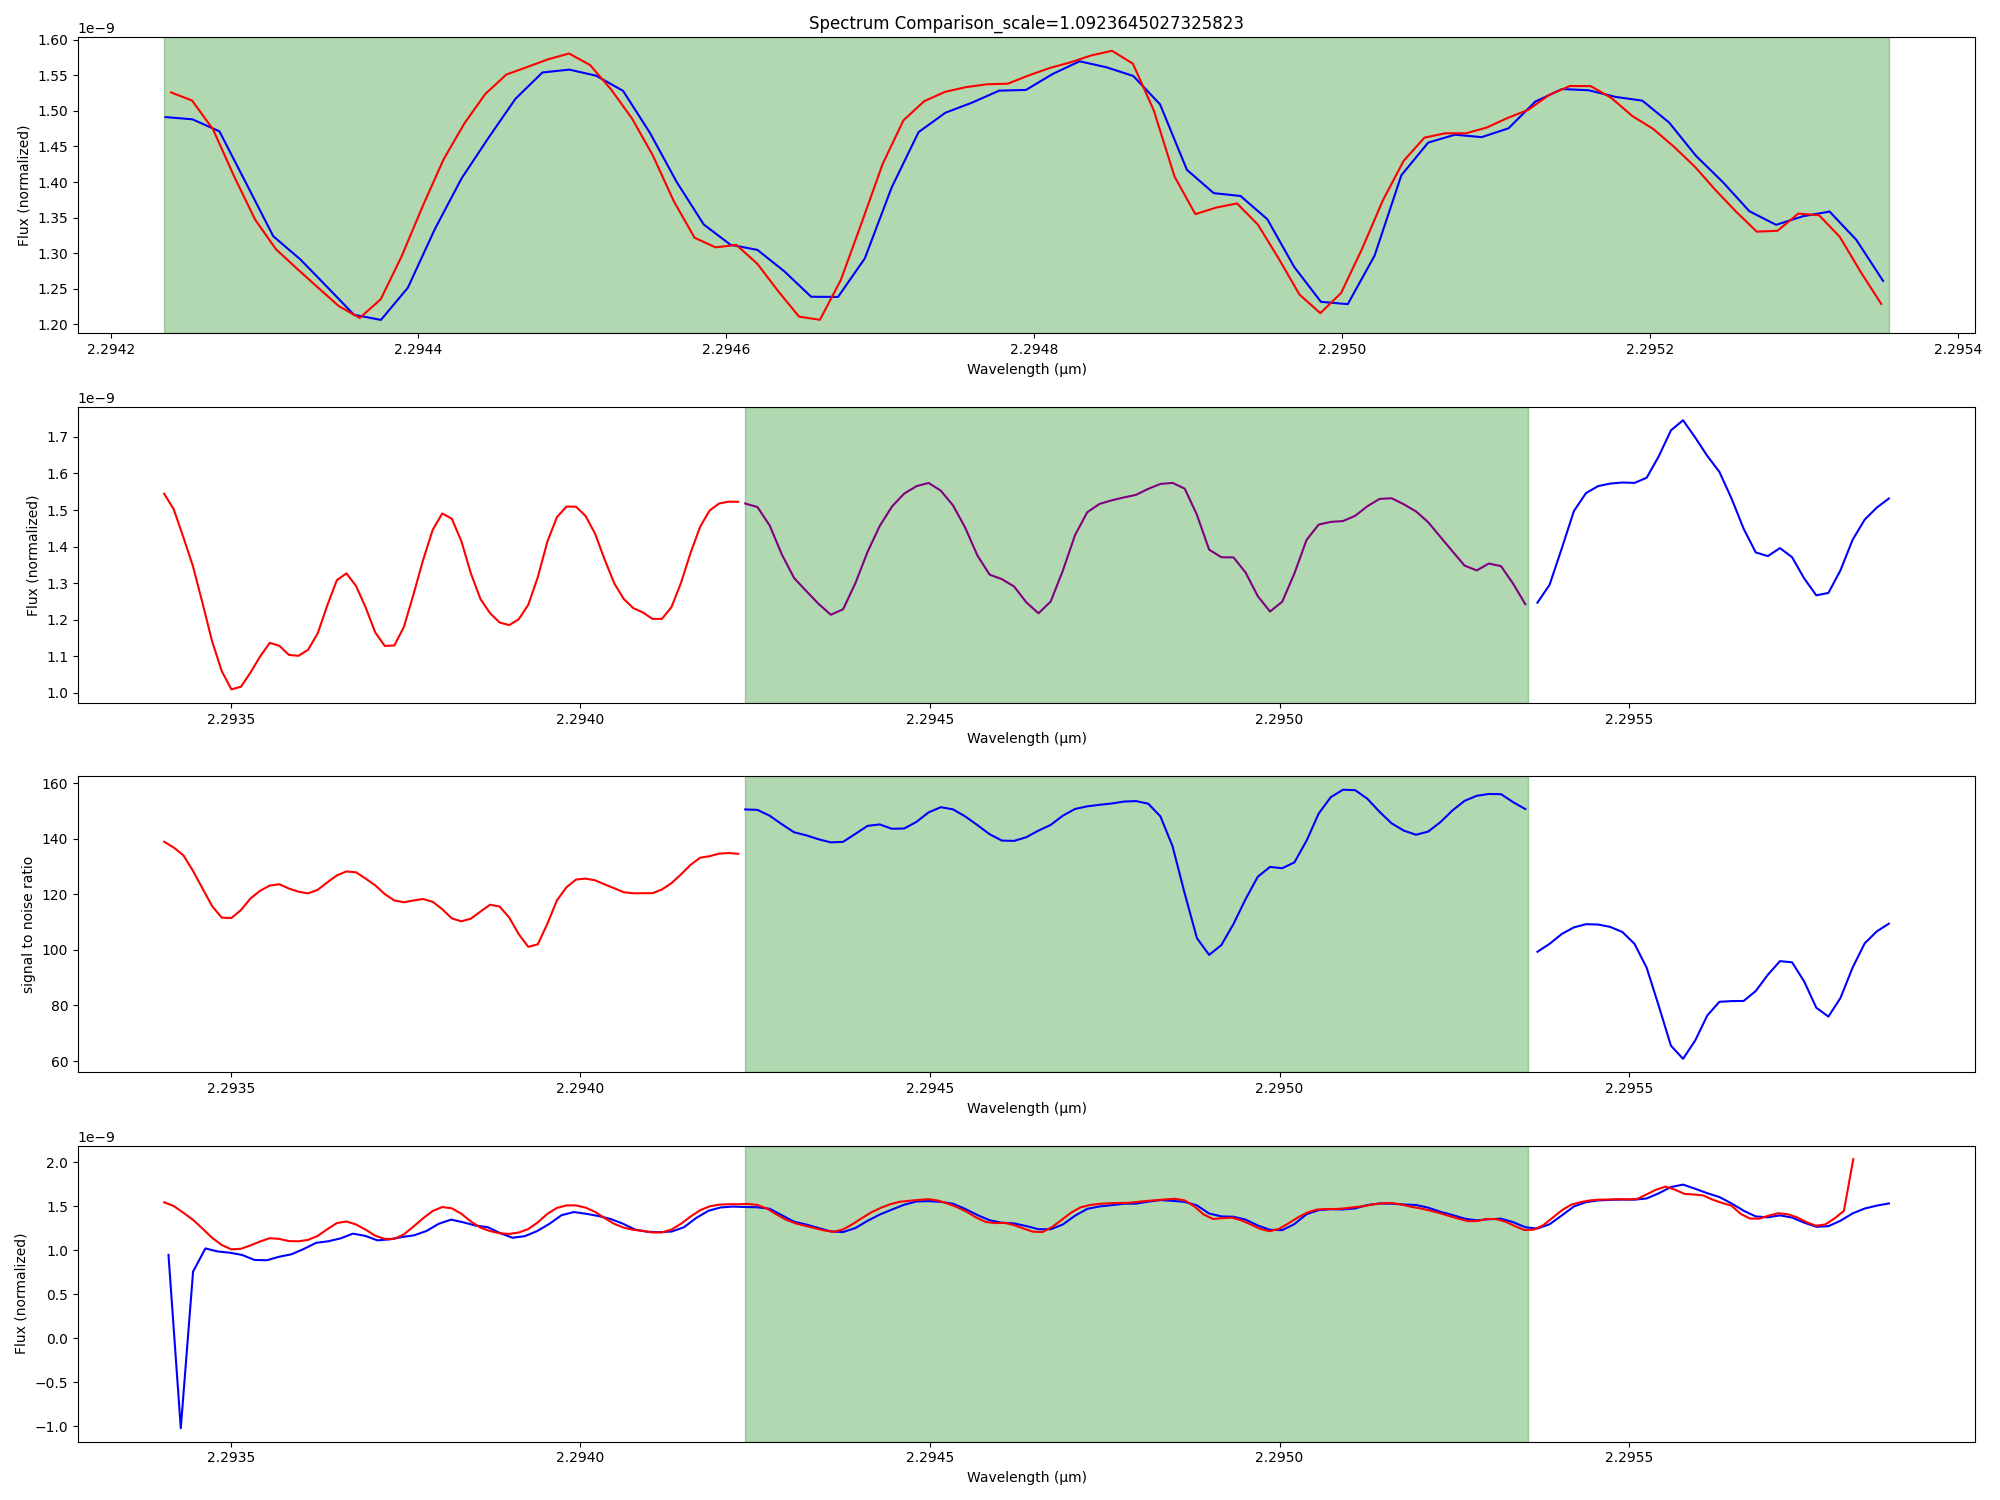 Spectrum Comparison_scale=1.0923645027325823
1e−9
1.60
1.55
1.50
1.45
1.40
1.35
1.30
1.25
1.20
Flux (normalized)
2.2942 2.2944 2.2946 2.2948 2.2950 2.2952 2.2954
Wavelength (μm)
1e−9
1.7
1.6
1.5
1.4
1.3
1.2
1.1
1.0
Flux (normalized)
2.2935 2.2940 2.2945 2.2950 2.2955
Wavelength (μm)
160
140
120
100
80
60
signal to noise ratio
2.2935 2.2940 2.2945 2.2950 2.2955
Wavelength (μm)
1e−9
2.0
1.5
1.0
0.5
0.0
−0.5
−1.0
Flux (normalized)
2.2935 2.2940 2.2945 2.2950 2.2955
Wavelength (μm)